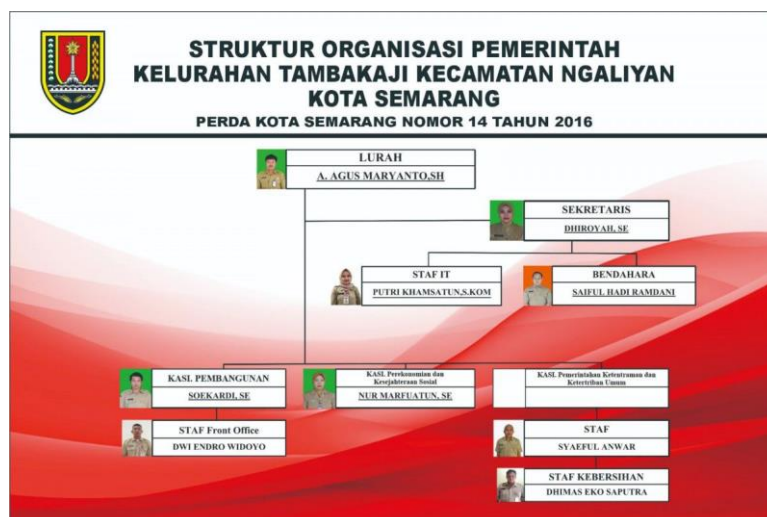 STRUKTUR ORGANISASI PEMERINTAH
KELURAHAN TAMBAKAJI KECAMATAN NGALIYAN
KOTA SEMARANG
PERDA KOTA SEMARANG NOMOR 14 TAHUN 2016
LURAH
A. AGUS MARYANTO,SH
SEKRETARIS
DHIROYAH, SE
STAF IT
PUTRI KHAMSATUN,S.KOM
BENDAHARA
SAIFUL HADI RAMDANI
KASI. PEMBANGUNAN
SOEKARDI, SE
KASI. Perekonomian dan
Kesejahteraan Sosial
NUR MARFUATUN, SE
KASI. Pemerintahan Ketentraman dan
Ketertiban Umum
STAF Front Office
DWI ENDRO WIDOYO
STAF
SYAEFUL ANWAR
STAF KEBERSIHAN
DHIMAS EKO SAPUTRA